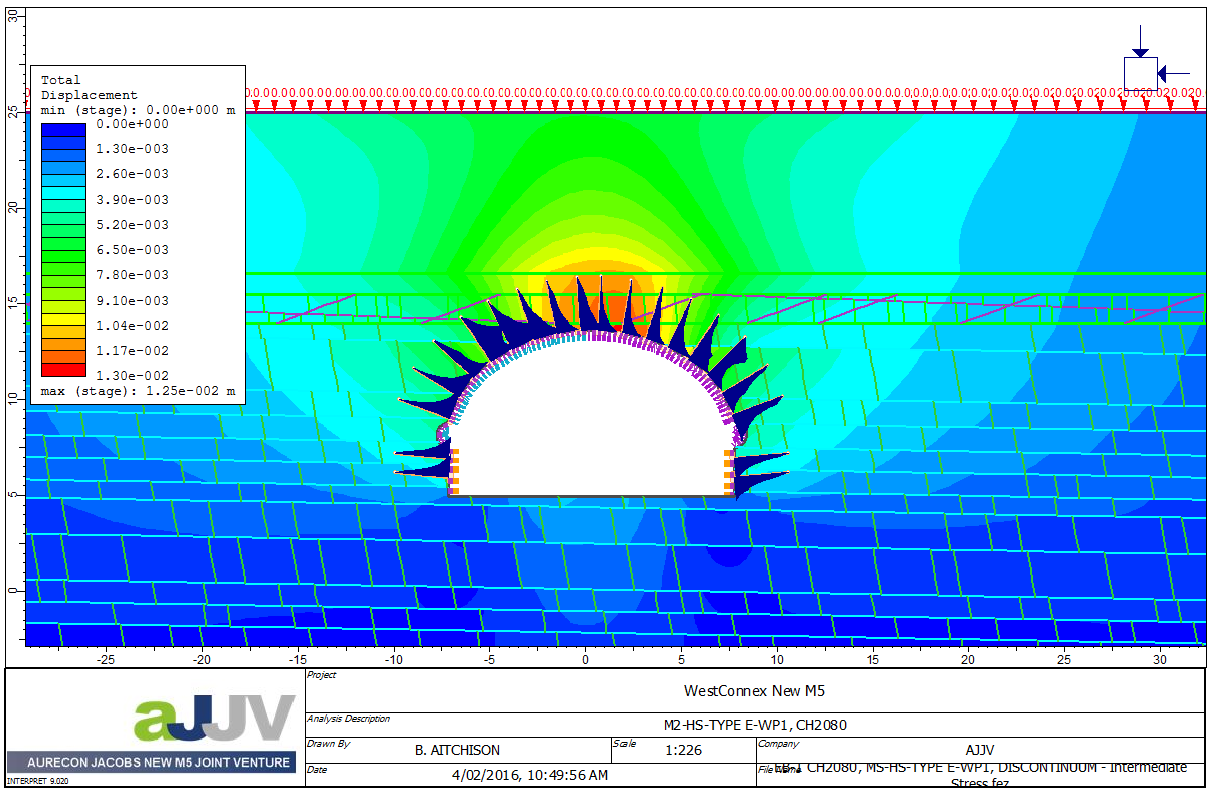 30
25
20
15
10
5
0
Total
Displacement
min (stage): 0.00e+000 m
0.00e+000
1.30e-003
2.60e-003
3.90e-003
5.20e-003
6.50e-003
7.80e-003
9.10e-003
1.04e-002
1.17e-002
1.30e-002
max (stage): 1.25e-002 m
-25 -20 -15 -10 -5 0 5 10 15 20 25 30
aJJV
AURECON JACOBS NEW M5 JOINT VENTURE
INTERPRET 9.020
Project
WestConnex New M5
Analysis Description
M2-HS-TYPE E-WP1, CH2080
Drawn By B. AITCHISON Scale 1:226 Company AJJV
Date 4/02/2016, 10:49:56 AM File Name CH2080, MS-HS-TYPE E-WP1, DISCONTINUUM - Intermediate
Stress.fez